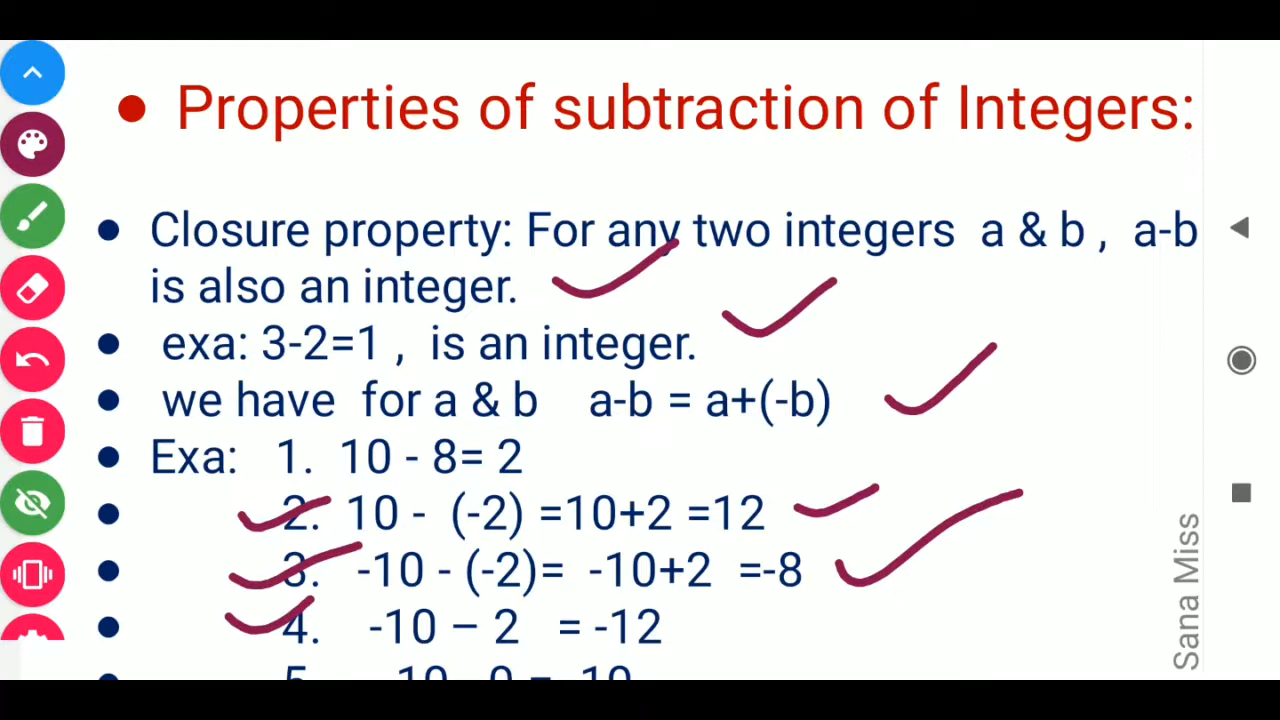 • Properties of subtraction of Integers:
• Closure property: For any two integers a & b , a-b
is also an integer.
• exa: 3-2=1 , is an integer.
• we have for a & b a-b = a+(-b)
• Exa: 1. 10 - 8= 2
• 2. 10 - (-2) =10+2 =12
• 3. -10 - (-2)= -10+2 =-8
• 4. -10 – 2 = -12
Sana Miss